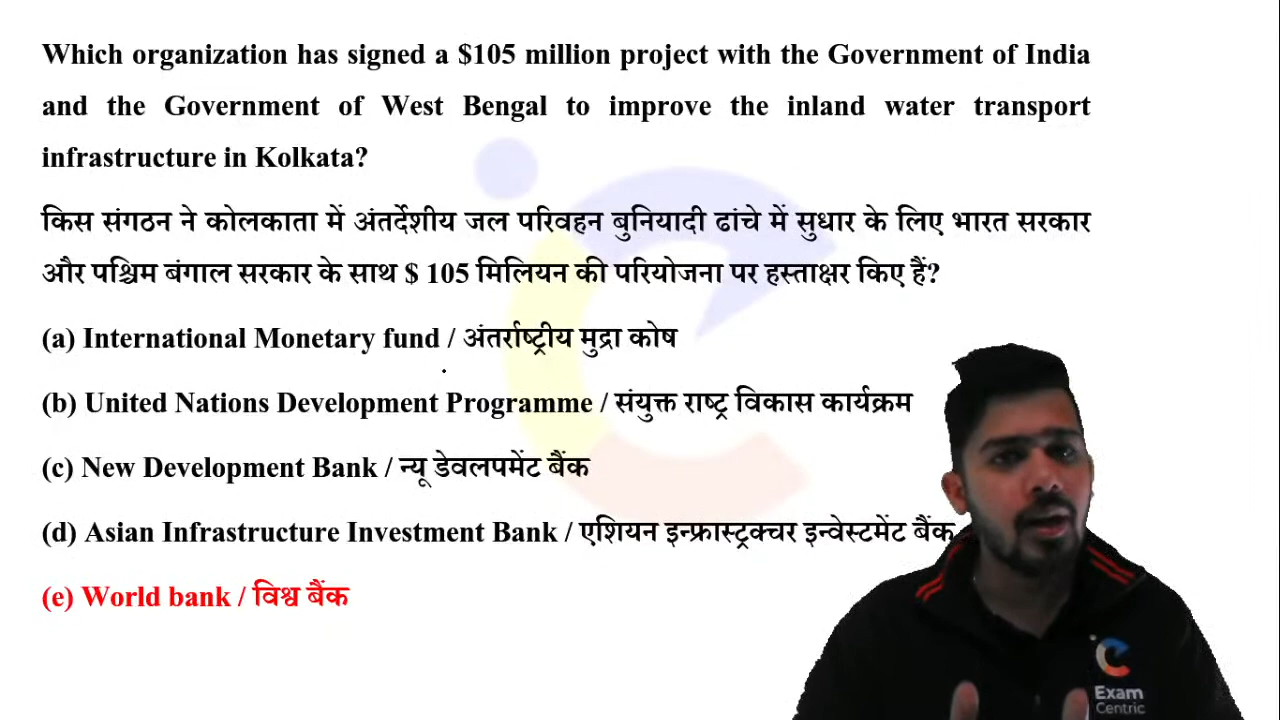 Which organization has signed a $105 million project with the Government of India
and the Government of West Bengal to improve the inland water transport
infrastructure in Kolkata?
किस संगठन ने कोलकाता में अंतर्देशीय जल परिवहन बुनियादी ढांचे में सुधार के लिए भारत सरकार
और पश्चिम बंगाल सरकार के साथ $ 105 मिलियन की परियोजना पर हस्ताक्षर किए हैं?
(a) International Monetary fund / अंतर्राष्ट्रीय मुद्रा कोष
(b) United Nations Development Programme / संयुक्त राष्ट्र विकास कार्यक्रम
(c) New Development Bank / न्यू डेवलपमेंट बैंक
(d) Asian Infrastructure Investment Bank / एशियन इन्फ्रास्ट्रक्चर इन्वेस्टमेंट बैंक
(e) World bank / विश्व बैंक
Exam
Centric